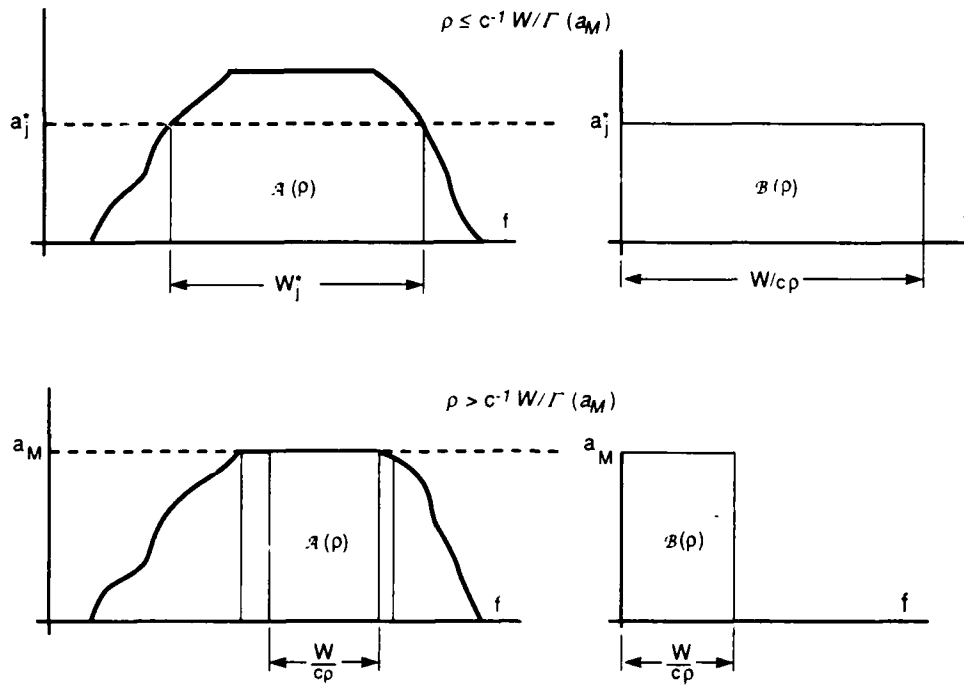 ρ ≤ c⁻¹ W/Γ (a_M)
a*_j
𝒜(ρ)
f
W*_j
a*_j
ℬ(ρ)
W/cρ
ρ > c⁻¹ W/Γ (a_M)
a_M
𝒜(ρ)
f
W/cρ
a_M
ℬ(ρ)
f
W/cρ